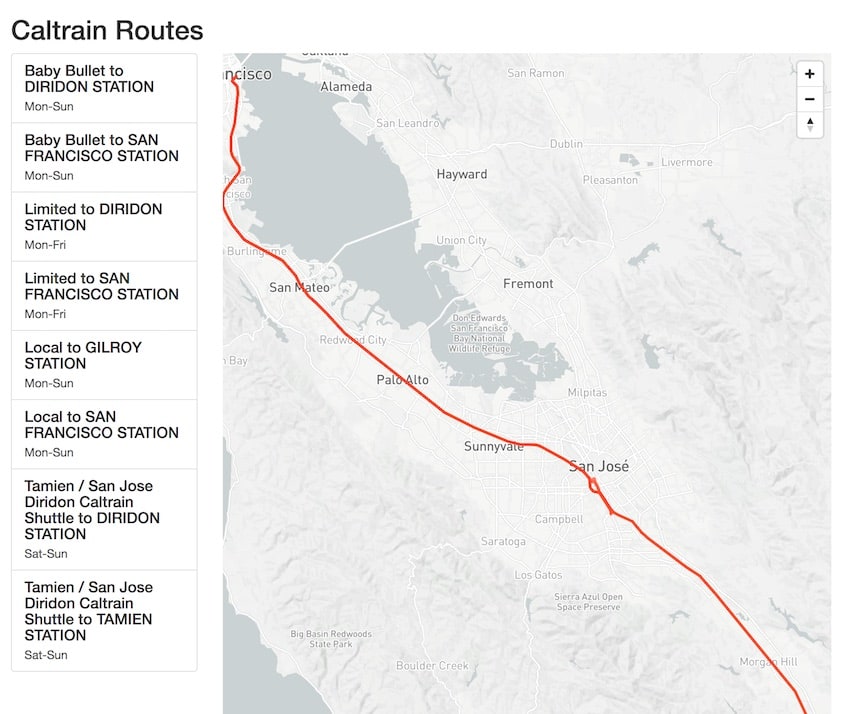 Caltrain Routes
Baby Bullet to
DIRIDON STATION
Mon-Sun
Baby Bullet to SAN
FRANCISCO STATION
Mon-Sun
Limited to DIRIDON
STATION
Mon-Fri
Limited to SAN
FRANCISCO STATION
Mon-Fri
Local to GILROY
STATION
Mon-Sun
Local to SAN
FRANCISCO STATION
Mon-Sun
Tamien / San Jose
Diridon Caltrain
Shuttle to DIRIDON
STATION
Sat-Sun
Tamien / San Jose
Diridon Caltrain
Shuttle to TAMIEN
STATION
Sat-Sun
Oakland
ncisco
San Ramon
Alameda
San Leandro
Dublin
Livermore
Hayward
Pleasanton
h San
cisco
Union City
Burlingame
San Mateo
Fremont
Don Edwards
San Francisco
Bay National
Wildlife Refuge
Redwood City
n Bay
Palo Alto
Milpitas
Sunnyvale
San José
Campbell
Saratoga
Los Gatos
Sierra Azul Open
Space Preserve
Big Basin Redwoods
State Park
Boulder Creek
Morgan Hill
+
−